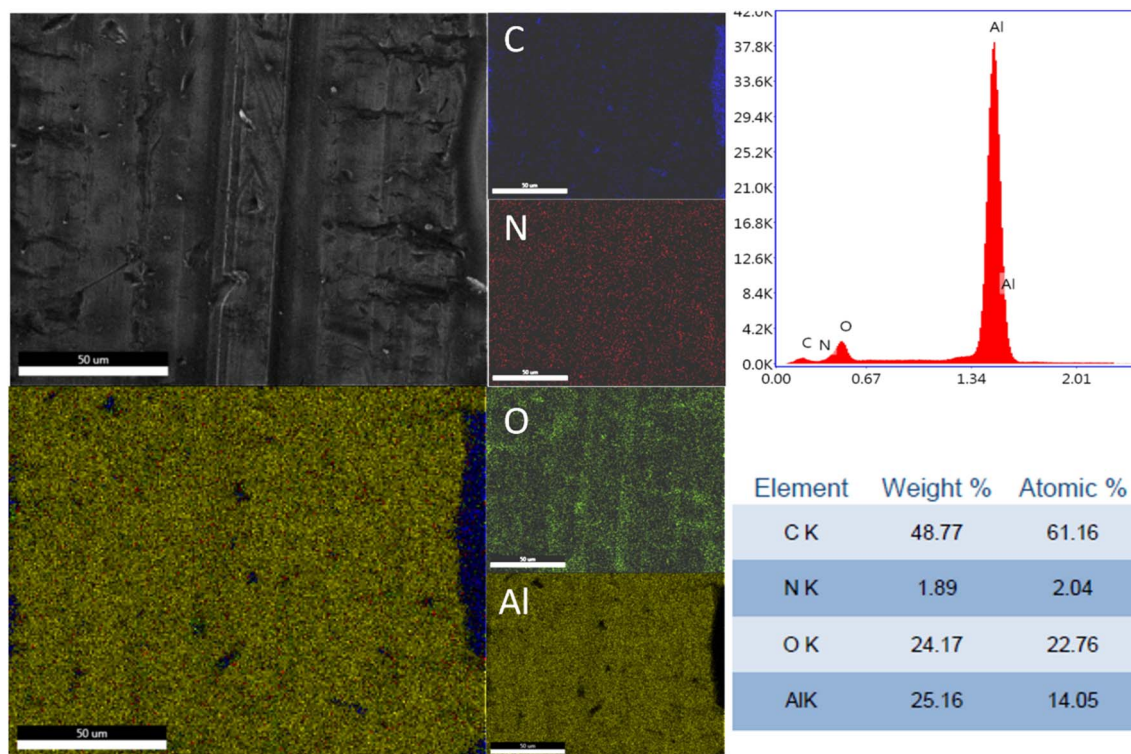 50 um
C
50 um
N
50 um
O
50 um
Al
50 um
50 um
42.0K
37.8K
33.6K
29.4K
25.2K
21.0K
16.8K
12.6K
8.4K
4.2K
0.0K
Al
Al
C
N
O
0.00 0.67 1.34 2.01
Element Weight % Atomic %
C K 48.77 61.16
N K 1.89 2.04
O K 24.17 22.76
AlK 25.16 14.05